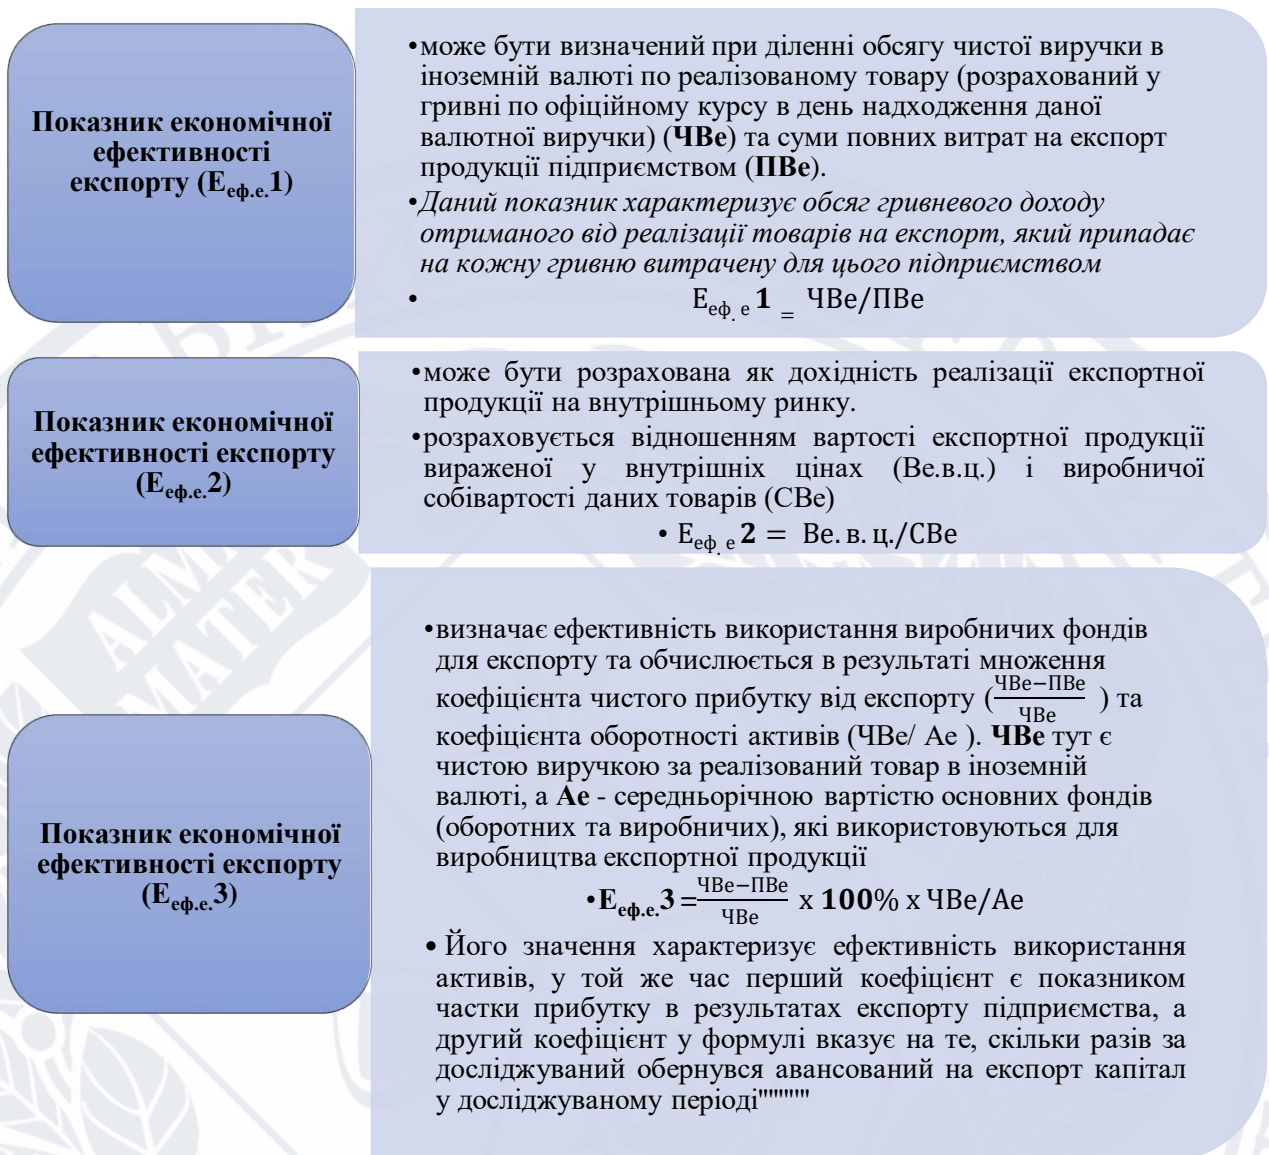 Показник економічної
ефективності
експорту (Е еф.е.1)
•може бути визначений при діленні обсягу чистої виручки в
іноземній валюті по реалізованому товару (розрахований у
гривні по офіційному курсу в день надходження даної
валютної виручки) (ЧВе) та суми повних витрат на експорт
продукції підприємством (ПВе).
•Даний показник характеризує обсяг гривневого доходу
отриманого від реалізації товарів на експорт, який припадає
на кожну гривню витрачену для цього підприємством
• Е еф. е 1 = ЧВе/ПВе
Показник економічної
ефективності експорту
(Е еф.е.2)
•може бути розрахована як дохідність реалізації експортної
продукції на внутрішньому ринку.
•розраховується відношенням вартості експортної продукції
вираженої у внутрішніх цінах (Ве.в.ц.) і виробничої
собівартості даних товарів (СВе)
• Е еф. е 2 = Ве. в. ц./СВе
Показник економічної
ефективності експорту
(Е еф.е.3)
•визначає ефективність використання виробничих фондів
для експорту та обчислюється в результаті множення
коефіцієнта чистого прибутку від експорту (ЧВе−ПВе/ЧВе ) та
коефіцієнта оборотності активів (ЧВе/ Ае ). ЧВе тут є
чистою виручкою за реалізований товар в іноземній
валюті, а Ае - середньорічною вартістю основних фондів
(оборотних та виробничих), які використовуються для
виробництва експортної продукції
•Е еф.е.3 =ЧВе−ПВе/ЧВе х 100% х ЧВе/Ае
• Його значення характеризує ефективність використання
активів, у той же час перший коефіцієнт є показником
частки прибутку в результатах експорту підприємства, а
другий коефіцієнт у формулі вказує на те, скільки разів за
досліджуваний обернувся авансований на експорт капітал
у досліджуваному періоді"""""
ALMA
MATER